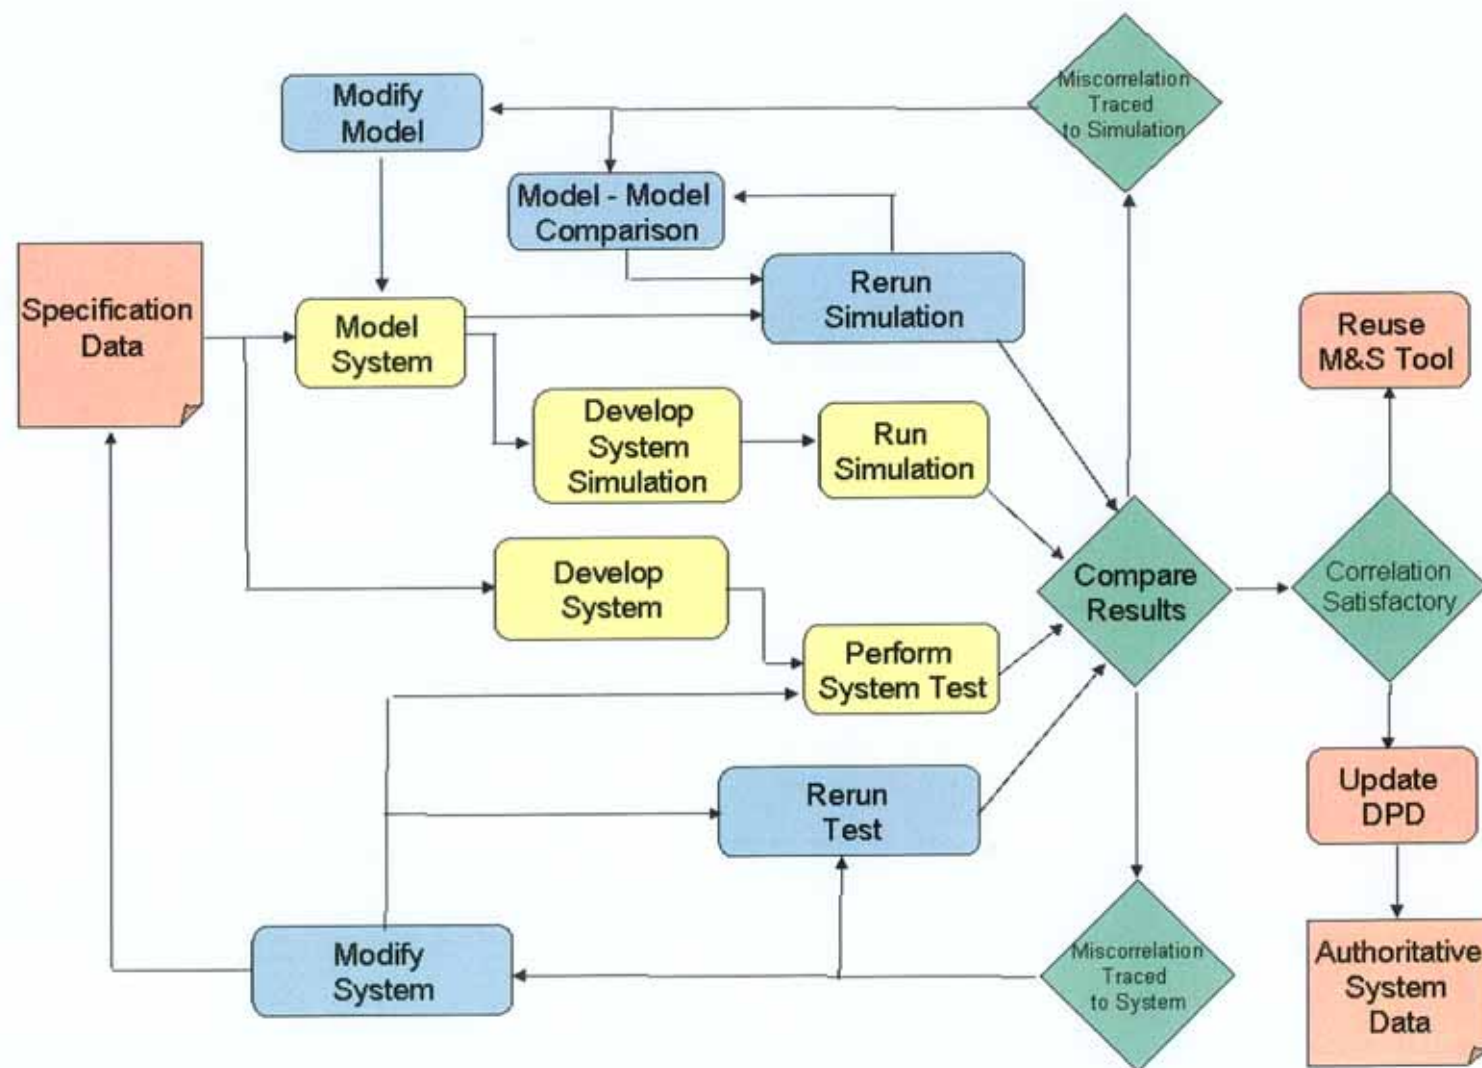 Modify
Model
Miscorrelation
Traced
to Simulation
Model - Model
Comparison
Specification
Data
Model
System
Rerun
Simulation
Reuse
M&S Tool
Develop
System
Simulation
Run
Simulation
Develop
System
Compare
Results
Correlation
Satisfactory
Perform
System Test
Rerun
Test
Update
DPD
Modify
System
Miscorrelation
Traced
to System
Authoritative
System
Data